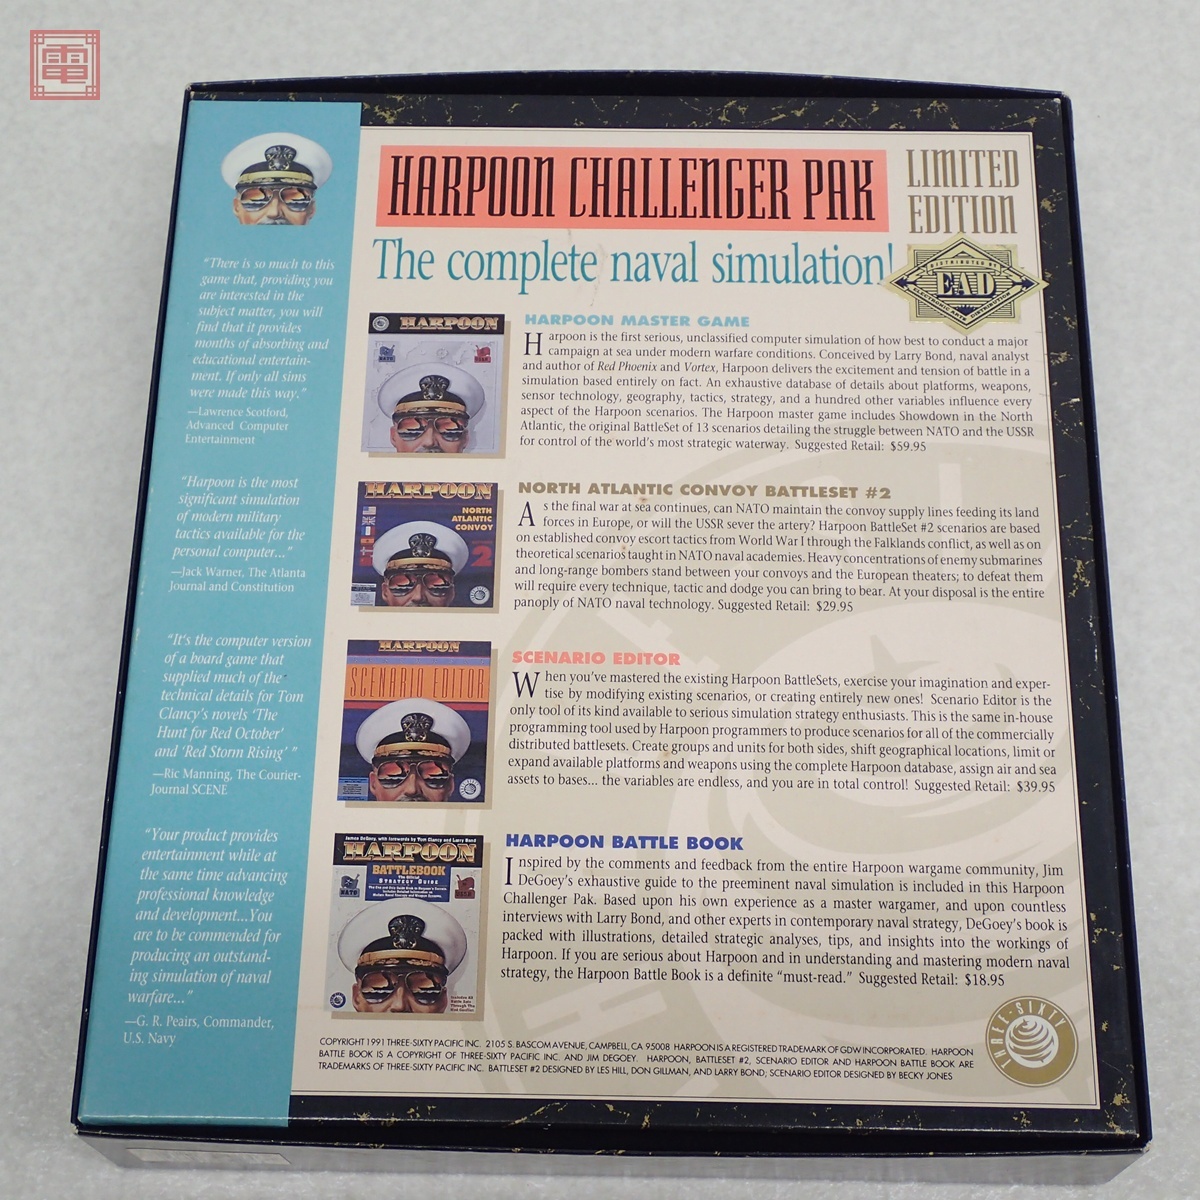 電
HARPOON CHALLENGER PAK
LIMITED
EDITION
The complete naval simulation!
DISTRIBUTED BY
EAD
ELECTRONIC ARTS DISTRIBUTION
"There is so much to this
game that, providing you
are interested in the
subject matter, you will
find that it provides
months of absorbing and
educational entertain-
ment. If only all sims
were made this way."
—Lawrence Scotford,
Advanced Computer
Entertainment
"Harpoon is the most
significant simulation
of modern military
tactics available for the
personal computer..."
—Jack Warner, The Atlanta
Journal and Constitution
"It's the computer version
of a board game that
supplied much of the
technical details for Tom
Clancy's novels 'The
Hunt for Red October'
and 'Red Storm Rising' "
—Ric Manning, The Courier-
Journal SCENE
"Your product provides
entertainment while at
the same time advancing
professional knowledge
and development...You
are to be commended for
producing an outstand-
ing simulation of naval
warfare..."
—G. R. Peairs, Commander,
U.S. Navy
HARPOON
HARPOON MASTER GAME
Harpoon is the first serious, unclassified computer simulation of how best to conduct a major
campaign at sea under modern warfare conditions. Conceived by Larry Bond, naval analyst
and author of Red Phoenix and Vortex, Harpoon delivers the excitement and tension of battle in a
simulation based entirely on fact. An exhaustive database of details about platforms, weapons,
sensor technology, geography, tactics, strategy, and a hundred other variables influence every
aspect of the Harpoon scenarios. The Harpoon master game includes Showdown in the North
Atlantic, the original BattleSet of 13 scenarios detailing the struggle between NATO and the USSR
for control of the world's most strategic waterway. Suggested Retail: $59.95
HARPOON
NORTH
ATLANTIC
CONVOY
2
NORTH ATLANTIC CONVOY BATTLESET #2
As the final war at sea continues, can NATO maintain the convoy supply lines feeding its land
forces in Europe, or will the USSR sever the artery? Harpoon BattleSet #2 scenarios are based
on established convoy escort tactics from World War I through the Falklands conflict, as well as on
theoretical scenarios taught in NATO naval academies. Heavy concentrations of enemy submarines
and long-range bombers stand between your convoys and the European theaters; to defeat them
will require every technique, tactic and dodge you can bring to bear. At your disposal is the entire
panoply of NATO naval technology. Suggested Retail: $29.95
HARPOON
SCENARIO EDITOR
SCENARIO EDITOR
When you've mastered the existing Harpoon BattleSets, exercise your imagination and exper-
tise by modifying existing scenarios, or creating entirely new ones! Scenario Editor is the
only tool of its kind available to serious simulation strategy enthusiasts. This is the same in-house
programming tool used by Harpoon programmers to produce scenarios for all of the commercially
distributed battlesets. Create groups and units for both sides, shift geographical locations, limit or
expand available platforms and weapons using the complete Harpoon database, assign air and sea
assets to bases... the variables are endless, and you are in total control! Suggested Retail: $39.95
James DeGoey, with forewords by Tom Clancy and Larry Bond
HARPOON
BATTLEBOOK
The Official
STRATEGY GUIDE
NATO
HARPOON BATTLE BOOK
Inspired by the comments and feedback from the entire Harpoon wargame community, Jim
DeGoey's exhaustive guide to the preeminent naval simulation is included in this Harpoon
Challenger Pak. Based upon his own experience as a master wargamer, and upon countless
interviews with Larry Bond, and other experts in contemporary naval strategy, DeGoey's book is
packed with illustrations, detailed strategic analyses, tips, and insights into the workings of
Harpoon. If you are serious about Harpoon and in understanding and mastering modern naval
strategy, the Harpoon Battle Book is a definite "must-read." Suggested Retail: $18.95
COPYRIGHT 1991 THREE-SIXTY PACIFIC INC. 2105 S. BASCOM AVENUE, CAMPBELL, CA 95008 HARPOON IS A REGISTERED TRADEMARK OF GDW INCORPORATED. HARPOON
BATTLE BOOK IS A COPYRIGHT OF THREE-SIXTY PACIFIC INC. AND JIM DEGOEY. HARPOON, BATTLESET #2, SCENARIO EDITOR AND HARPOON BATTLE BOOK ARE
TRADEMARKS OF THREE-SIXTY PACIFIC INC. BATTLESET #2 DESIGNED BY LES HILL, DON GILLMAN, AND LARRY BOND; SCENARIO EDITOR DESIGNED BY BECKY JONES
THREE-SIXTY